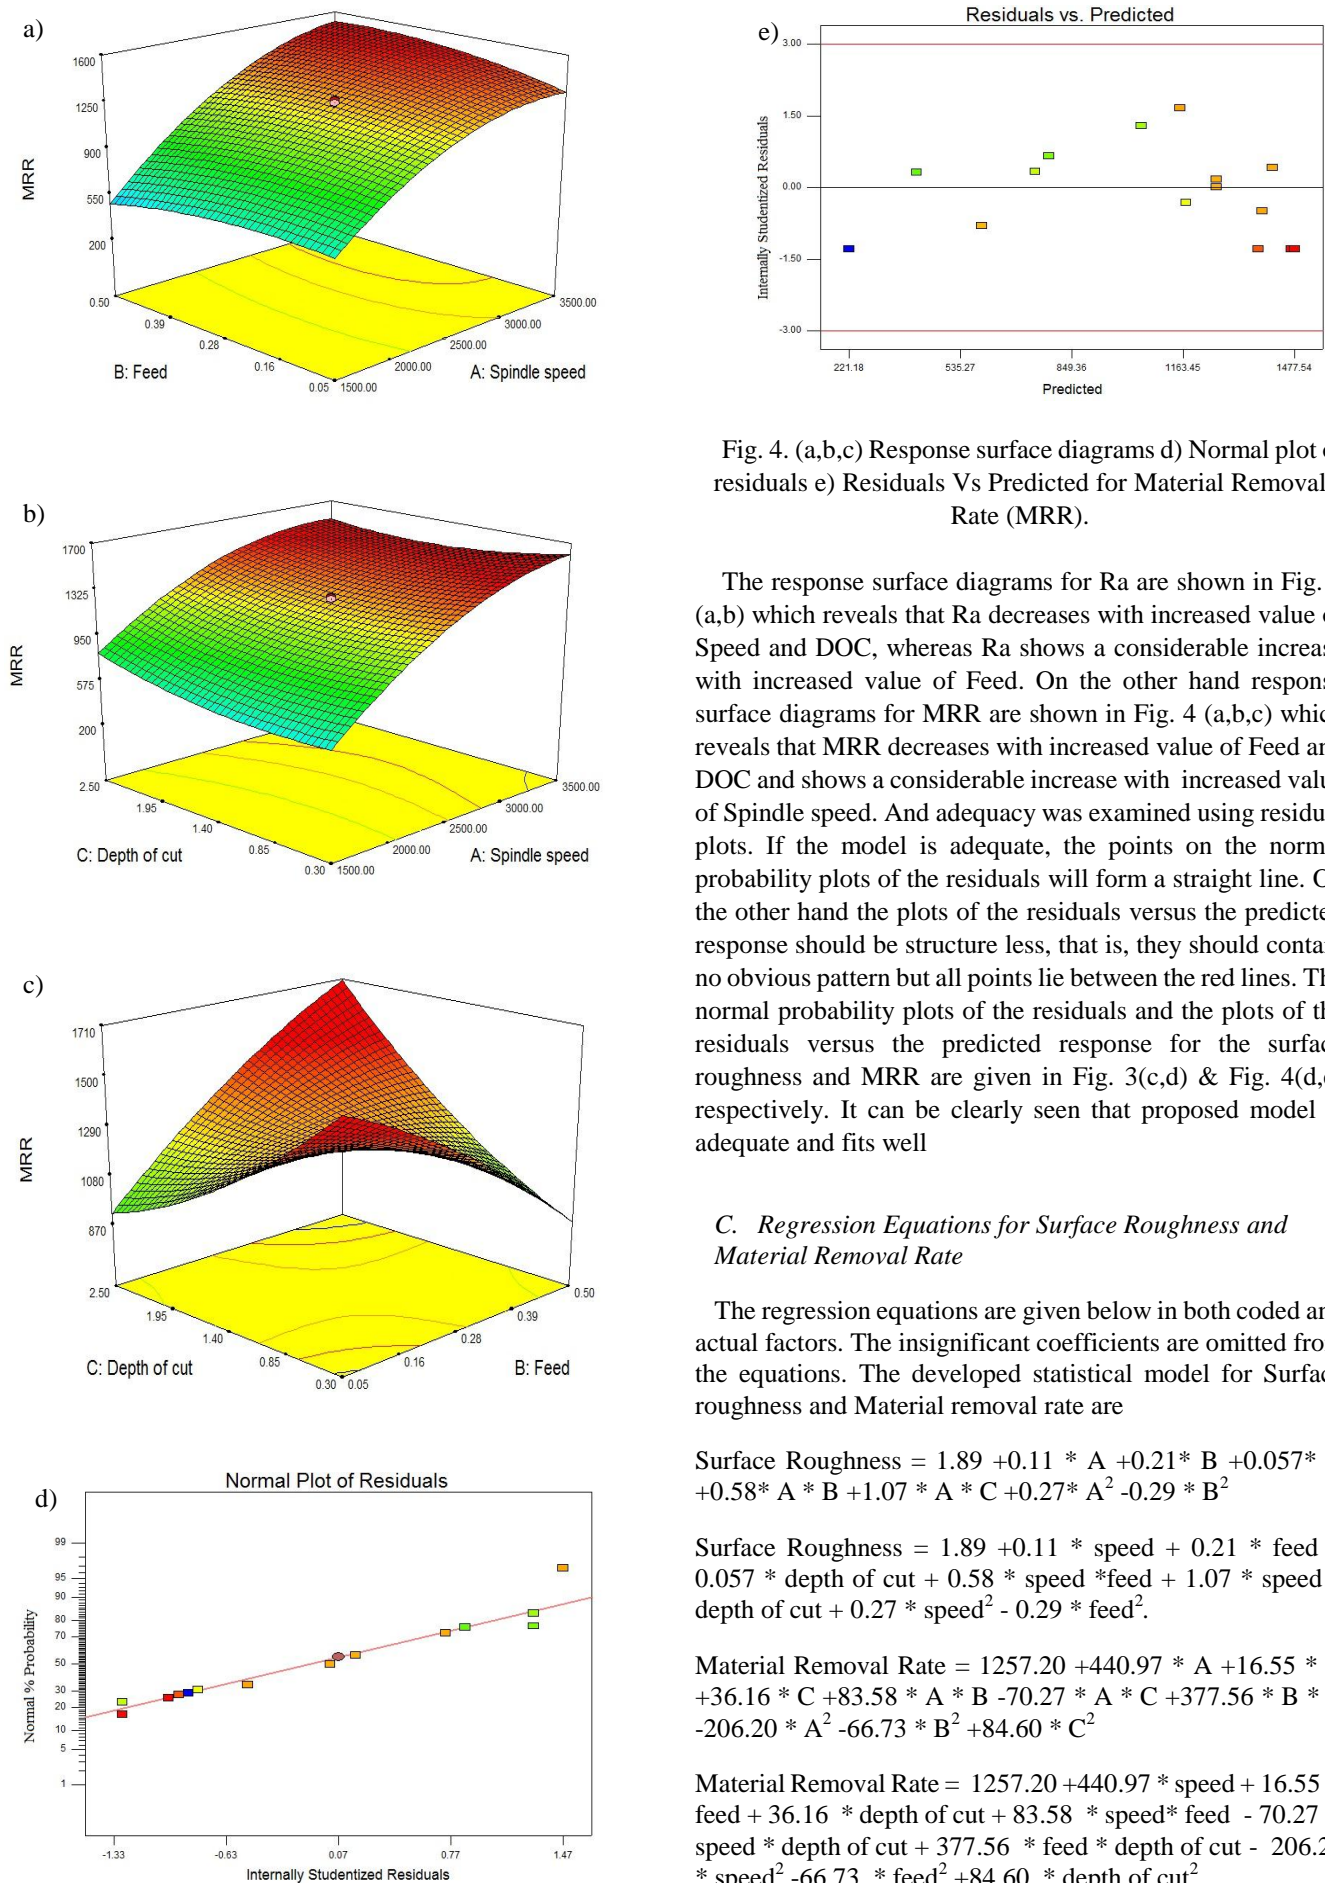 a)
1600
1250
900
550
200
MRR
0.50
0.39
0.28
0.16
0.05
1500.00
2000.00
2500.00
3000.00
3500.00
B: Feed
A: Spindle speed
b)
1700
1325
950
575
200
MRR
2.50
1.95
1.40
0.85
0.30
1500.00
2000.00
2500.00
3000.00
3500.00
C: Depth of cut
A: Spindle speed
c)
1710
1500
1290
1080
870
MRR
2.50
1.95
1.40
0.85
0.30
0.05
0.16
0.28
0.39
0.50
C: Depth of cut
B: Feed
Normal Plot of Residuals
d)
99
95
90
80
70
50
30
20
10
5
1
Normal % Probability
-1.33
-0.63
0.07
0.77
1.47
Internally Studentized Residuals
Residuals vs. Predicted
e)
3.00
1.50
0.00
-1.50
-3.00
Internally Studentized Residuals
221.18
535.27
849.36
1163.45
1477.54
Predicted
Fig. 4. (a,b,c) Response surface diagrams d) Normal plot
residuals e) Residuals Vs Predicted for Material Removal
Rate (MRR).
The response surface diagrams for Ra are shown in Fig.
(a,b) which reveals that Ra decreases with increased value
Speed and DOC, whereas Ra shows a considerable increas
with increased value of Feed. On the other hand respons
surface diagrams for MRR are shown in Fig. 4 (a,b,c) whic
reveals that MRR decreases with increased value of Feed an
DOC and shows a considerable increase with increased valu
of Spindle speed. And adequacy was examined using residu
plots. If the model is adequate, the points on the norm
probability plots of the residuals will form a straight line. O
the other hand the plots of the residuals versus the predicte
response should be structure less, that is, they should conta
no obvious pattern but all points lie between the red lines. Th
normal probability plots of the residuals and the plots of th
residuals versus the predicted response for the surfac
roughness and MRR are given in Fig. 3(c,d) & Fig. 4(d,
respectively. It can be clearly seen that proposed model
adequate and fits well
C. Regression Equations for Surface Roughness and
Material Removal Rate
The regression equations are given below in both coded an
actual factors. The insignificant coefficients are omitted fro
the equations. The developed statistical model for Surfac
roughness and Material removal rate are
Surface Roughness = 1.89 +0.11 * A +0.21* B +0.057*
+0.58* A * B +1.07 * A * C +0.27* A² -0.29 * B²
Surface Roughness = 1.89 +0.11 * speed + 0.21 * feed
0.057 * depth of cut + 0.58 * speed *feed + 1.07 * speed
depth of cut + 0.27 * speed² - 0.29 * feed².
Material Removal Rate = 1257.20 +440.97 * A +16.55 *
+36.16 * C +83.58 * A * B -70.27 * A * C +377.56 * B *
-206.20 * A² -66.73 * B² +84.60 * C²
Material Removal Rate = 1257.20 +440.97 * speed + 16.55
feed + 36.16 * depth of cut + 83.58 * speed* feed - 70.27
speed * depth of cut + 377.56 * feed * depth of cut - 206.2
* speed² -66.73 * feed² +84.60 * depth of cut²